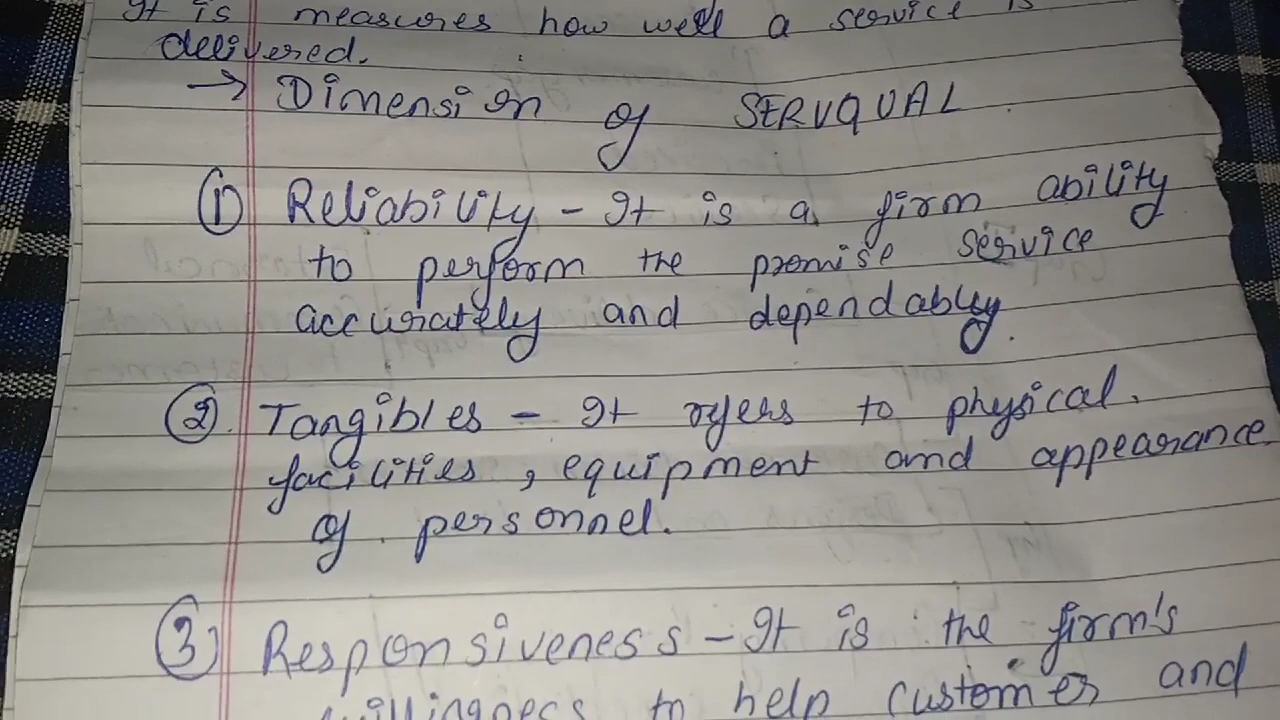 It is measures how well a service is
delivered.
→ Dimension of SERVQUAL
① Reliability - It is a firm ability
to perform the promise service
accurately and dependably.
② Tangibles - It refers to physical.
facilities, equipment and appearance
of personnel.
③ Responsiveness - It is the firm's
willingness to help customer and